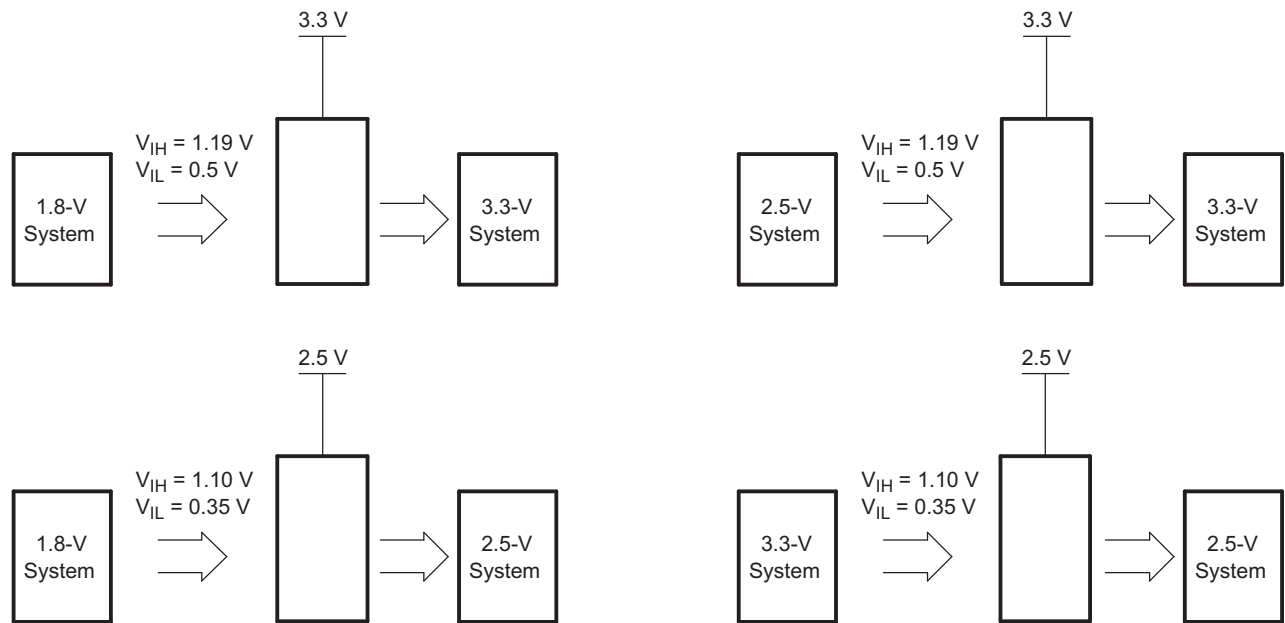 3.3 V
V_IH = 1.19 V
V_IL = 0.5 V
1.8-V
System
3.3-V
System
3.3 V
V_IH = 1.19 V
V_IL = 0.5 V
2.5-V
System
3.3-V
System
2.5 V
V_IH = 1.10 V
V_IL = 0.35 V
1.8-V
System
2.5-V
System
2.5 V
V_IH = 1.10 V
V_IL = 0.35 V
3.3-V
System
2.5-V
System